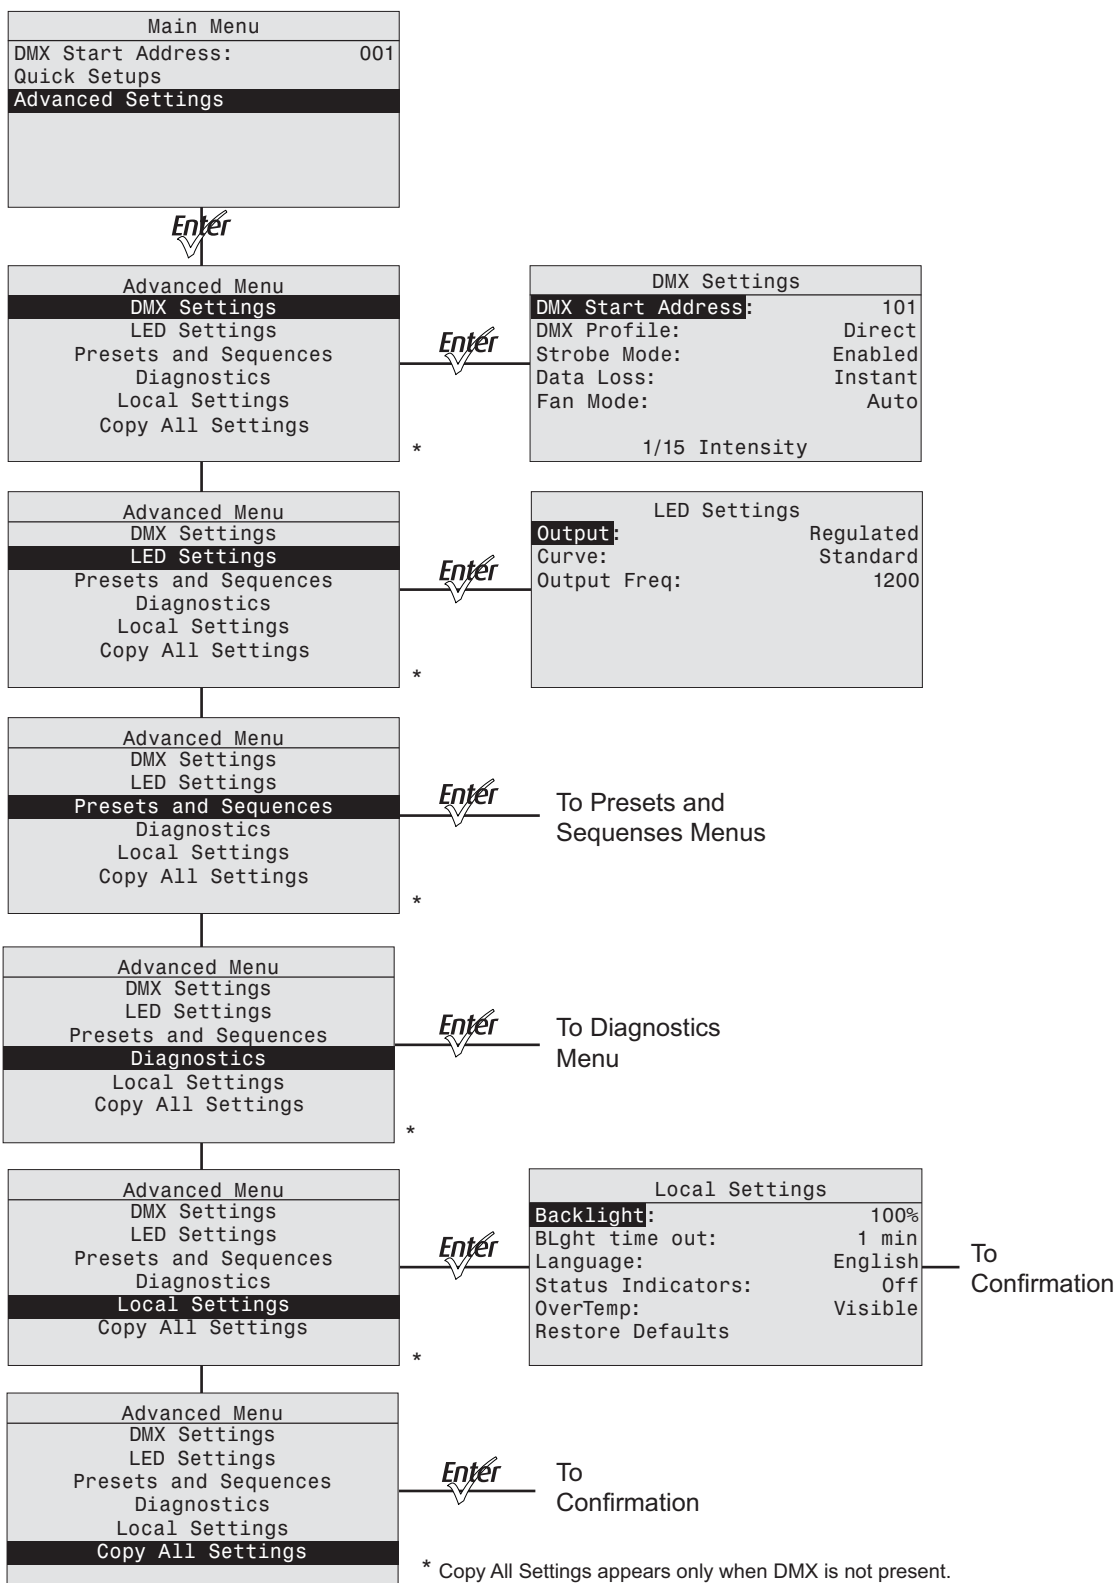 Main Menu
DMX Start Address: 001
Quick Setups
Advanced Settings
Enter
Advanced Menu
DMX Settings
LED Settings
Presets and Sequences
Diagnostics
Local Settings
Copy All Settings
*
Enter
DMX Settings
DMX Start Address: 101
DMX Profile: Direct
Strobe Mode: Enabled
Data Loss: Instant
Fan Mode: Auto
1/15 Intensity
Advanced Menu
DMX Settings
LED Settings
Presets and Sequences
Diagnostics
Local Settings
Copy All Settings
*
Enter
LED Settings
Output: Regulated
Curve: Standard
Output Freq: 1200
Advanced Menu
DMX Settings
LED Settings
Presets and Sequences
Diagnostics
Local Settings
Copy All Settings
*
Enter
To Presets and
Sequenses Menus
Advanced Menu
DMX Settings
LED Settings
Presets and Sequences
Diagnostics
Local Settings
Copy All Settings
*
Enter
To Diagnostics
Menu
Advanced Menu
DMX Settings
LED Settings
Presets and Sequences
Diagnostics
Local Settings
Copy All Settings
*
Enter
Local Settings
Backlight: 100%
BLght time out: 1 min
Language: English
Status Indicators: Off
OverTemp: Visible
Restore Defaults
To
Confirmation
Advanced Menu
DMX Settings
LED Settings
Presets and Sequences
Diagnostics
Local Settings
Copy All Settings
Enter
To
Confirmation
* Copy All Settings appears only when DMX is not present.